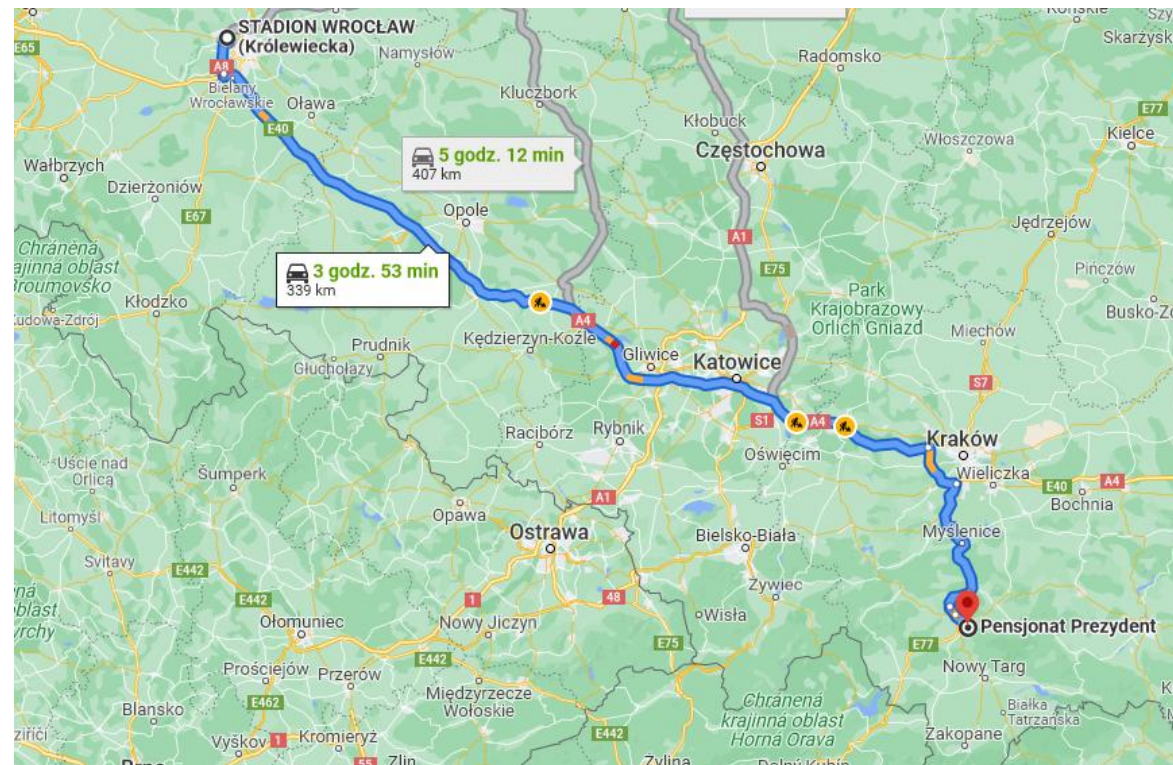 STADION WROCŁAW
(Królewiecka)
Namysłów
Radomsko
Skarżysk
E65
A8
Bielany
Wrocławskie
Oława
Kluczbork
Kłobuck
E77
E40
Włoszczowa
Kielce
Częstochowa
5 godz. 12 min
407 km
Wałbrzych
Dzierżoniów
E67
Opole
Jędrzejów
A1
Chráněná
krajinná oblast
Broumovsko
3 godz. 53 min
339 km
E75
Pińczów
Kłodzko
Park
Krajobrazowy
Orlich Gniazd
Busko-Z
Kudowa-Zdrój
A4
Miechów
Prudnik
Kędzierzyn-Koźle
Głuchołazy
Gliwice
Katowice
S7
S1
A4
Racibórz
Rybnik
Kraków
Oświęcim
Ústí nad
Orlicí
Šumperk
Wieliczka
E40
A4
A1
Bochnia
Opawa
Litomyśl
Ostrawa
Bielsko-Biała
Myślenice
Svitavy
E442
Żywiec
E442
1
48
Wisła
Ołomuniec
Nowy Jiczyn
Pensjonat Prezydent
E75
E77
E442
Nowy Targ
Prościejów
Przerów
Międzyrzecze
Wołoskie
E462
Chránená
krajinná oblast
Horná Orava
Białka
Tatrzańska
Blansko
Vyškov
1
Kromieryż
E442
Zakopane
55
Zlin
Żylina
Dolný Kubín